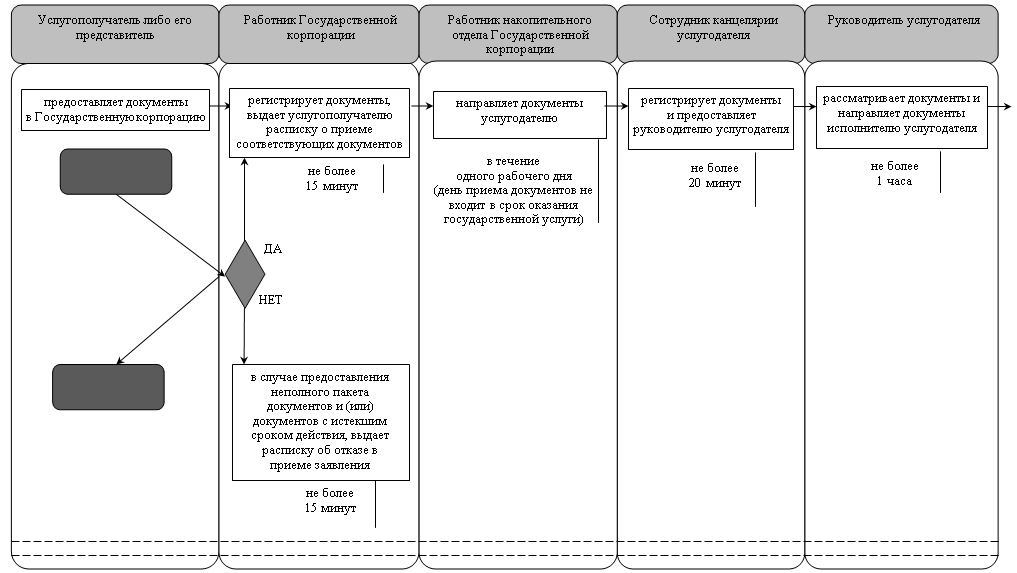 Услугополучатель либо его
представитель
Работник Государственной
корпорации
Работник накопительного
отдела Государственной
корпорации
Сотрудник канцелярии
услугодателя
Руководитель услугодателя
предоставляет документы
в Государственную корпорацию
регистрирует документы,
выдает услугополучателю
расписку о приеме
соответствующих документов
направляет документы
услугодателю
регистрирует документы
и предоставляет
руководителю услугодателя
рассматривает документы и
направляет документы
исполнителю услугодателя
не более
15 минут
в течение
одного рабочего дня
(день приема документов не
входит в срок оказания
государственной услуги)
не более
20 минут
не более
1 часа
ДА
НЕТ
в случае предоставления
неполного пакета
документов и (или)
документов с истекшим
сроком действия, выдает
расписку об отказе в
приеме заявления
не более
15 минут